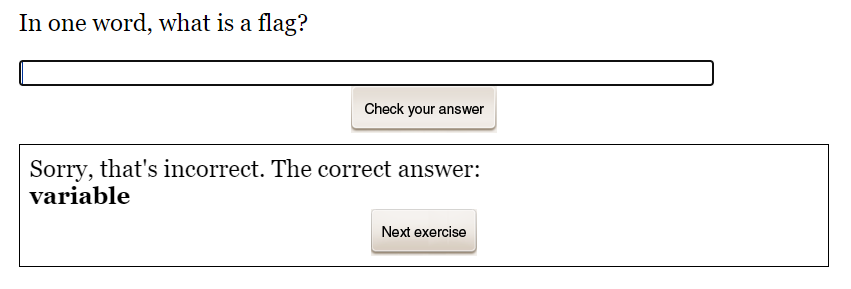 In one word, what is a flag?
Check your answer
Sorry, that's incorrect. The correct answer:
variable
Next exercise